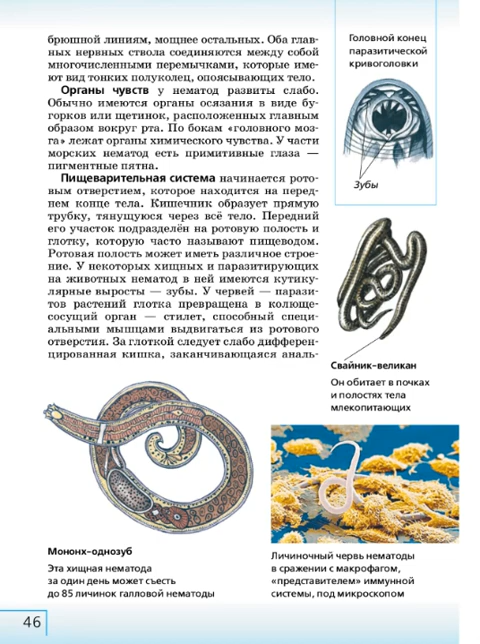 брюшной линиям, мощнее остальных. Оба глав-
ных нервных ствола соединяются между собой
многочисленными перемычками, которые име-
ют вид тонких полуколец, опоясывающих тело.
Органы чувств у нематод развиты слабо.
Обычно имеются органы осязания в виде бу-
горков или щетинок, расположенных главным
образом вокруг рта. По бокам «головного моз-
га» лежат органы химического чувства. У части
морских нематод есть примитивные глаза —
пигментные пятна.
Пищеварительная система начинается рото-
вым отверстием, которое находится на перед-
нем конце тела. Кишечник образует прямую
трубку, тянущуюся через всё тело. Передний
его участок подразделён на ротовую полость и
глотку, которую часто называют пищеводом.
Ротовая полость может иметь различное строе-
ние. У некоторых хищных и паразитирующих
на животных нематод в ней имеются кутику-
лярные выросты — зубы. У червей — парази-
тов растений глотка превращена в колюще-
сосущий орган — стилет, способный специ-
альными мышцами выдвигаться из ротового
отверстия. За глоткой следует слабо дифферен-
цированная кишка, заканчивающаяся аналь-
Головной конец
паразитической
кривоголовки
Зубы
Свайник-великан
Он обитает в почках
и полостях тела
млекопитающих
Мононх-однозуб
Эта хищная нематода
за один день может съесть
до 85 личинок галловой нематоды
Личиночный червь нематоды
в сражении с макрофагом,
«представителем» иммунной
системы, под микроскопом
46